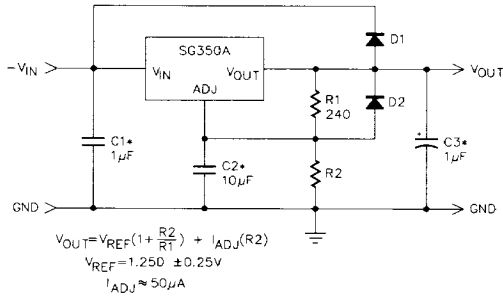 SG350A
D1
−VIN
VIN
VOUT
VOUT
ADJ
R1
240
D2
C1*
1µF
C2*
10µF
R2
C3*
1µF
+
GND
GND
VOUT=VREF(1+R2/R1) + IADJ(R2)
VREF=1.250 ±0.25V
IADJ≈50µA